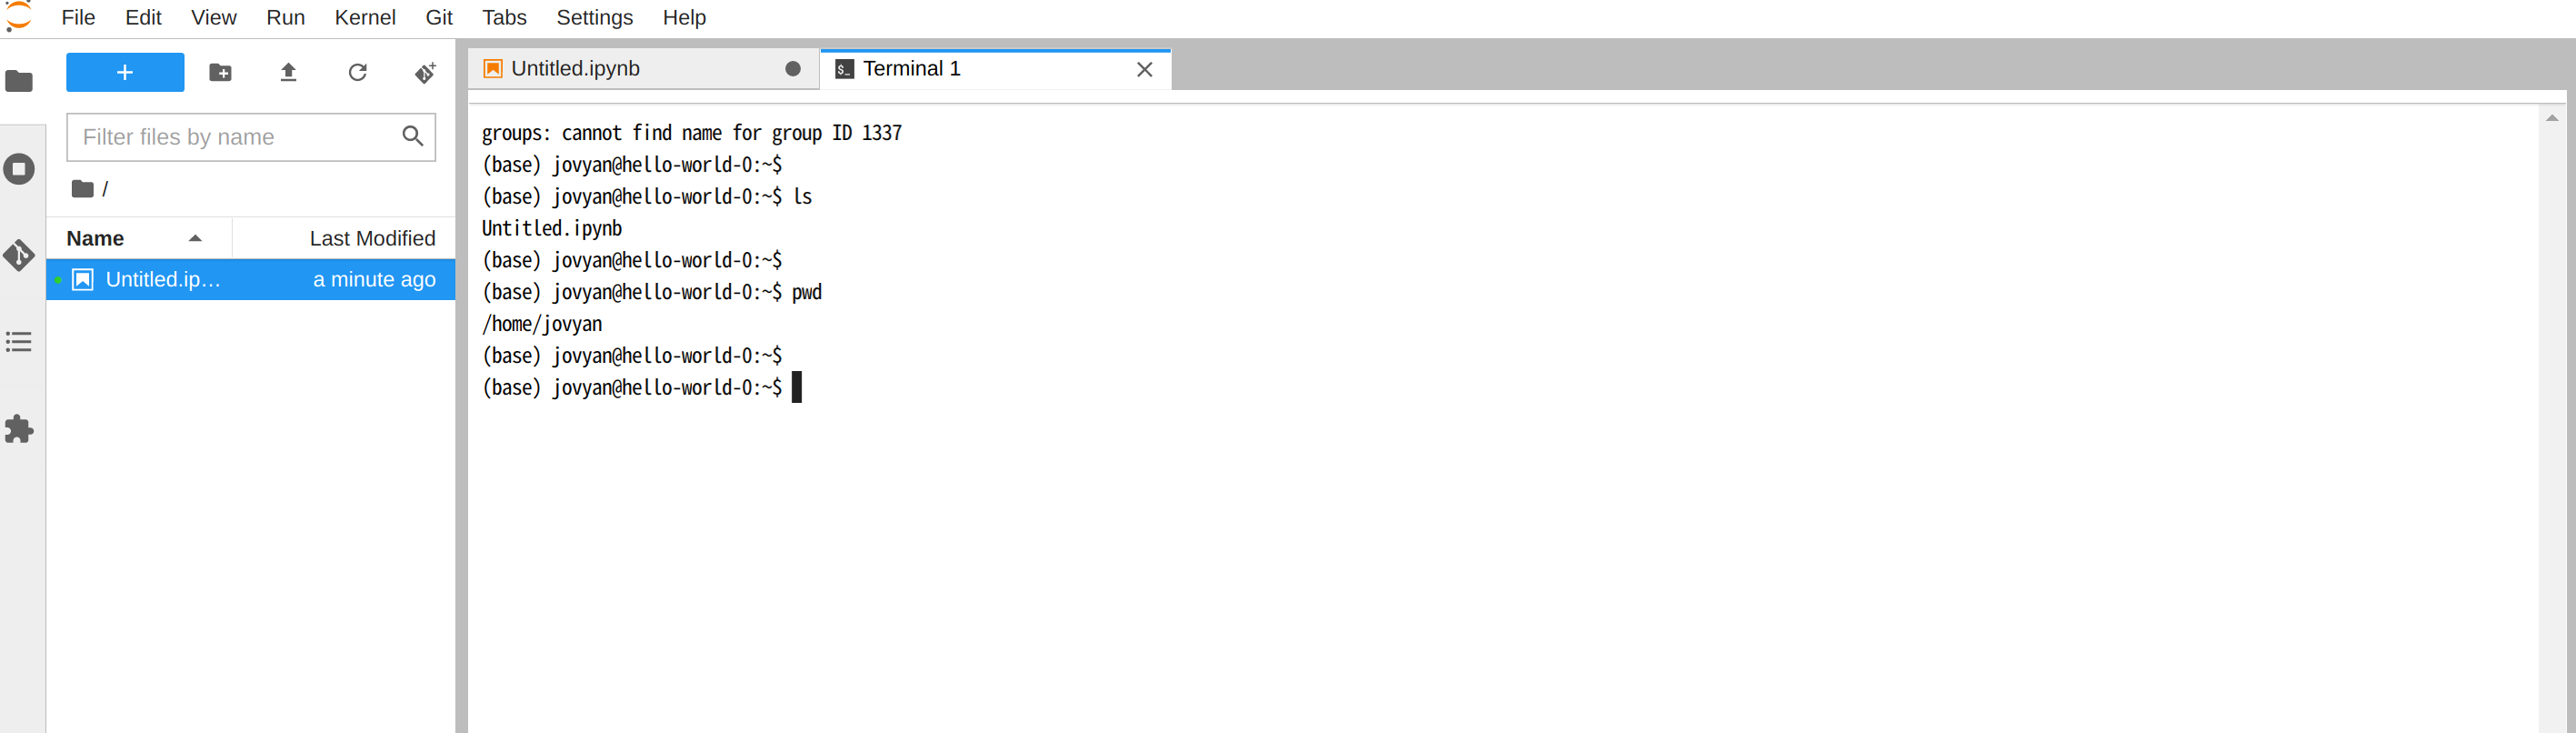 File Edit View Run Kernel Git Tabs Settings Help
+
Filter files by name
/
Name Last Modified
Untitled.ip… a minute ago
Untitled.ipynb
$_ Terminal 1
groups: cannot find name for group ID 1337
(base) jovyan@hello-world-0:~$
(base) jovyan@hello-world-0:~$ ls
Untitled.ipynb
(base) jovyan@hello-world-0:~$
(base) jovyan@hello-world-0:~$ pwd
/home/jovyan
(base) jovyan@hello-world-0:~$
(base) jovyan@hello-world-0:~$